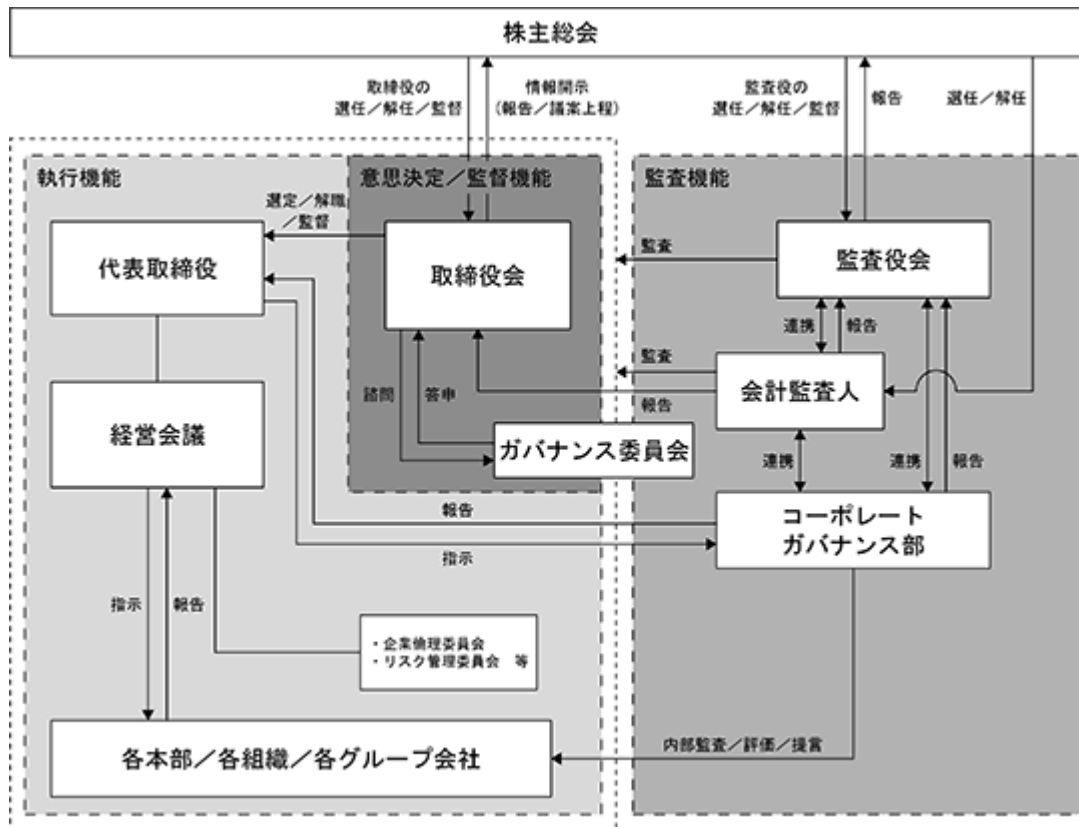 株主総会
取締役の
選任／解任／監督
情報開示
(報告／議案上程)
監査役の
選任／解任／監督
報告
選任／解任
執行機能
意思決定／監督機能
監査機能
選定／解職
／監督
代表取締役
取締役会
監査
監査役会
連携
報告
監査
会計監査人
報告
諮問
答申
経営会議
ガバナンス委員会
連携
連携
報告
報告
コーポレート
ガバナンス部
指示
指示
報告
・企業倫理委員会
・リスク管理委員会　等
各本部／各組織／各グループ会社
内部監査／評価／提言